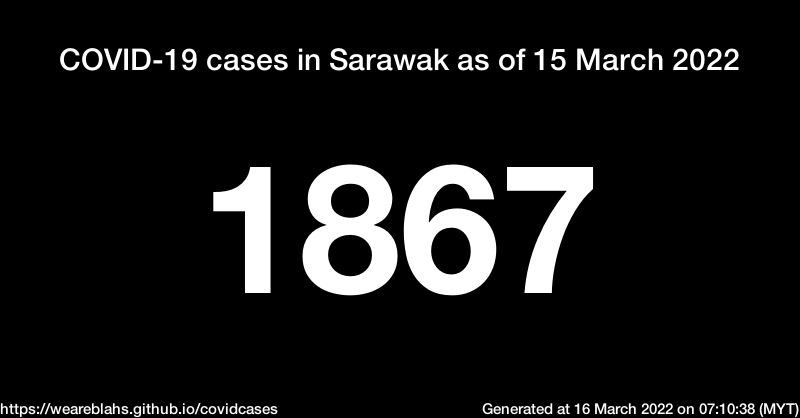 COVID-19 cases in Sarawak as of 15 March 2022
1867
https://weareblahs.github.io/covidcases
Generated at 16 March 2022 on 07:10:38 (MYT)